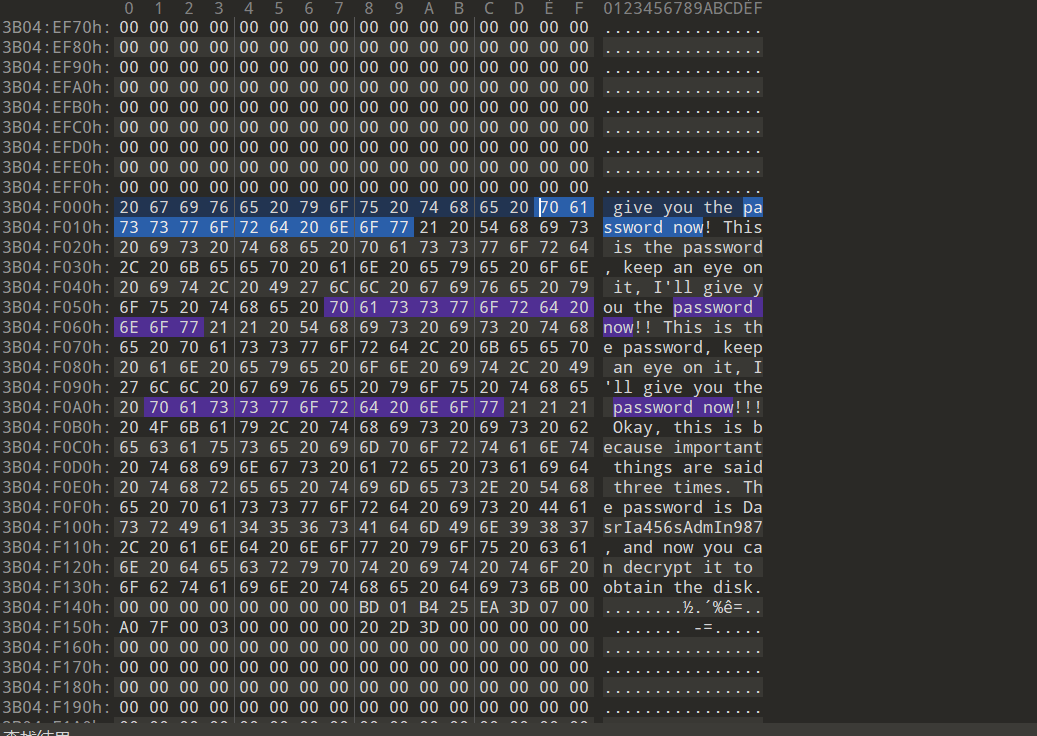 0 1 2 3 4 5 6 7 8 9 A B C D E F 0123456789ABCDEF
3B04:EF70h: 00 00 00 00 00 00 00 00 00 00 00 00 00 00 00 00 ................
3B04:EF80h: 00 00 00 00 00 00 00 00 00 00 00 00 00 00 00 00 ................
3B04:EF90h: 00 00 00 00 00 00 00 00 00 00 00 00 00 00 00 00 ................
3B04:EFA0h: 00 00 00 00 00 00 00 00 00 00 00 00 00 00 00 00 ................
3B04:EFB0h: 00 00 00 00 00 00 00 00 00 00 00 00 00 00 00 00 ................
3B04:EFC0h: 00 00 00 00 00 00 00 00 00 00 00 00 00 00 00 00 ................
3B04:EFD0h: 00 00 00 00 00 00 00 00 00 00 00 00 00 00 00 00 ................
3B04:EFE0h: 00 00 00 00 00 00 00 00 00 00 00 00 00 00 00 00 ................
3B04:EFF0h: 00 00 00 00 00 00 00 00 00 00 00 00 00 00 00 00 ................
3B04:F000h: 20 67 69 76 65 20 79 6F 75 20 74 68 65 20 70 61  give you the pa
3B04:F010h: 73 73 77 6F 72 64 20 6E 6F 77 21 20 54 68 69 73 ssword now! This
3B04:F020h: 20 69 73 20 74 68 65 20 70 61 73 73 77 6F 72 64  is the password
3B04:F030h: 2C 20 6B 65 65 70 20 61 6E 20 65 79 65 20 6F 6E , keep an eye on
3B04:F040h: 20 69 74 2C 20 49 27 6C 6C 20 67 69 76 65 20 79  it, I'll give y
3B04:F050h: 6F 75 20 74 68 65 20 70 61 73 73 77 6F 72 64 20 ou the password 
3B04:F060h: 6E 6F 77 21 21 20 54 68 69 73 20 69 73 20 74 68 now!! This is th
3B04:F070h: 65 20 70 61 73 73 77 6F 72 64 2C 20 6B 65 65 70 e password, keep
3B04:F080h: 20 61 6E 20 65 79 65 20 6F 6E 20 69 74 2C 20 49  an eye on it, I
3B04:F090h: 27 6C 6C 20 67 69 76 65 20 79 6F 75 20 74 68 65 'll give you the
3B04:F0A0h: 20 70 61 73 73 77 6F 72 64 20 6E 6F 77 21 21 21  password now!!!
3B04:F0B0h: 20 4F 6B 61 79 2C 20 74 68 69 73 20 69 73 20 62  Okay, this is b
3B04:F0C0h: 65 63 61 75 73 65 20 69 6D 70 6F 72 74 61 6E 74 ecause important
3B04:F0D0h: 20 74 68 69 6E 67 73 20 61 72 65 20 73 61 69 64  things are said
3B04:F0E0h: 20 74 68 72 65 65 20 74 69 6D 65 73 2E 20 54 68  three times. Th
3B04:F0F0h: 65 20 70 61 73 73 77 6F 72 64 20 69 73 20 44 61 e password is Da
3B04:F100h: 73 72 49 61 34 35 36 73 41 64 6D 49 6E 39 38 37 srIa456sAdmIn987
3B04:F110h: 2C 20 61 6E 64 20 6E 6F 77 20 79 6F 75 20 63 61 , and now you ca
3B04:F120h: 6E 20 64 65 63 72 79 70 74 20 69 74 20 74 6F 20 n decrypt it to 
3B04:F130h: 6F 62 74 61 69 6E 20 74 68 65 20 64 69 73 6B 00 obtain the disk.
3B04:F140h: 00 00 00 00 00 00 00 00 BD 01 B4 25 EA 3D 07 00 ........½.´%ê=..
3B04:F150h: A0 7F 00 03 00 00 00 00 20 2D 3D 00 00 00 00 00  ....... -=.....
3B04:F160h: 00 00 00 00 00 00 00 00 00 00 00 00 00 00 00 00 ................
3B04:F170h: 00 00 00 00 00 00 00 00 00 00 00 00 00 00 00 00 ................
3B04:F180h: 00 00 00 00 00 00 00 00 00 00 00 00 00 00 00 00 ................
3B04:F190h: 00 00 00 00 00 00 00 00 00 00 00 00 00 00 00 00 ................